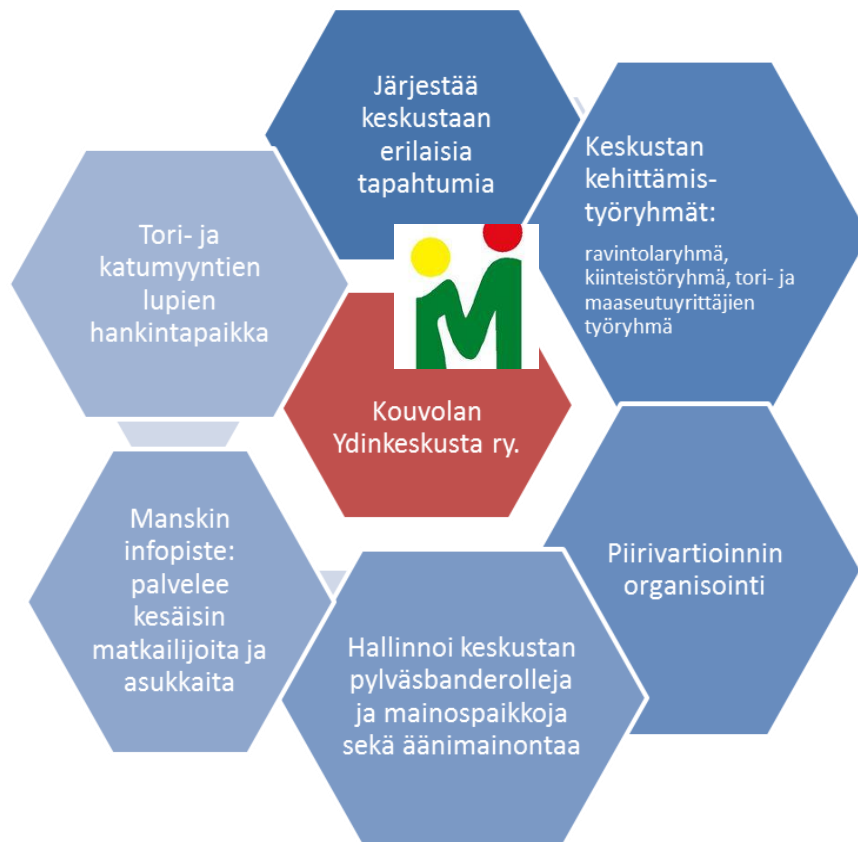 Järjestää
keskustaan
erilaisia
tapahtumia
Keskustan
kehittämis-
työryhmät:
ravintolaryhmä,
kiinteistöryhmä, tori- ja
maaseutuyrittäjien
työryhmä
Piirivartioinnin
organisointi
Hallinnoi keskustan
pylväsbanderolleja
ja mainospaikkoja
sekä äänimainontaa
Manskin
infopiste:
palvelee
kesäisin
matkailijoita ja
asukkaita
Tori- ja
katumyyntien
lupien
hankintapaikka
M
Kouvolan
Ydinkeskusta ry.